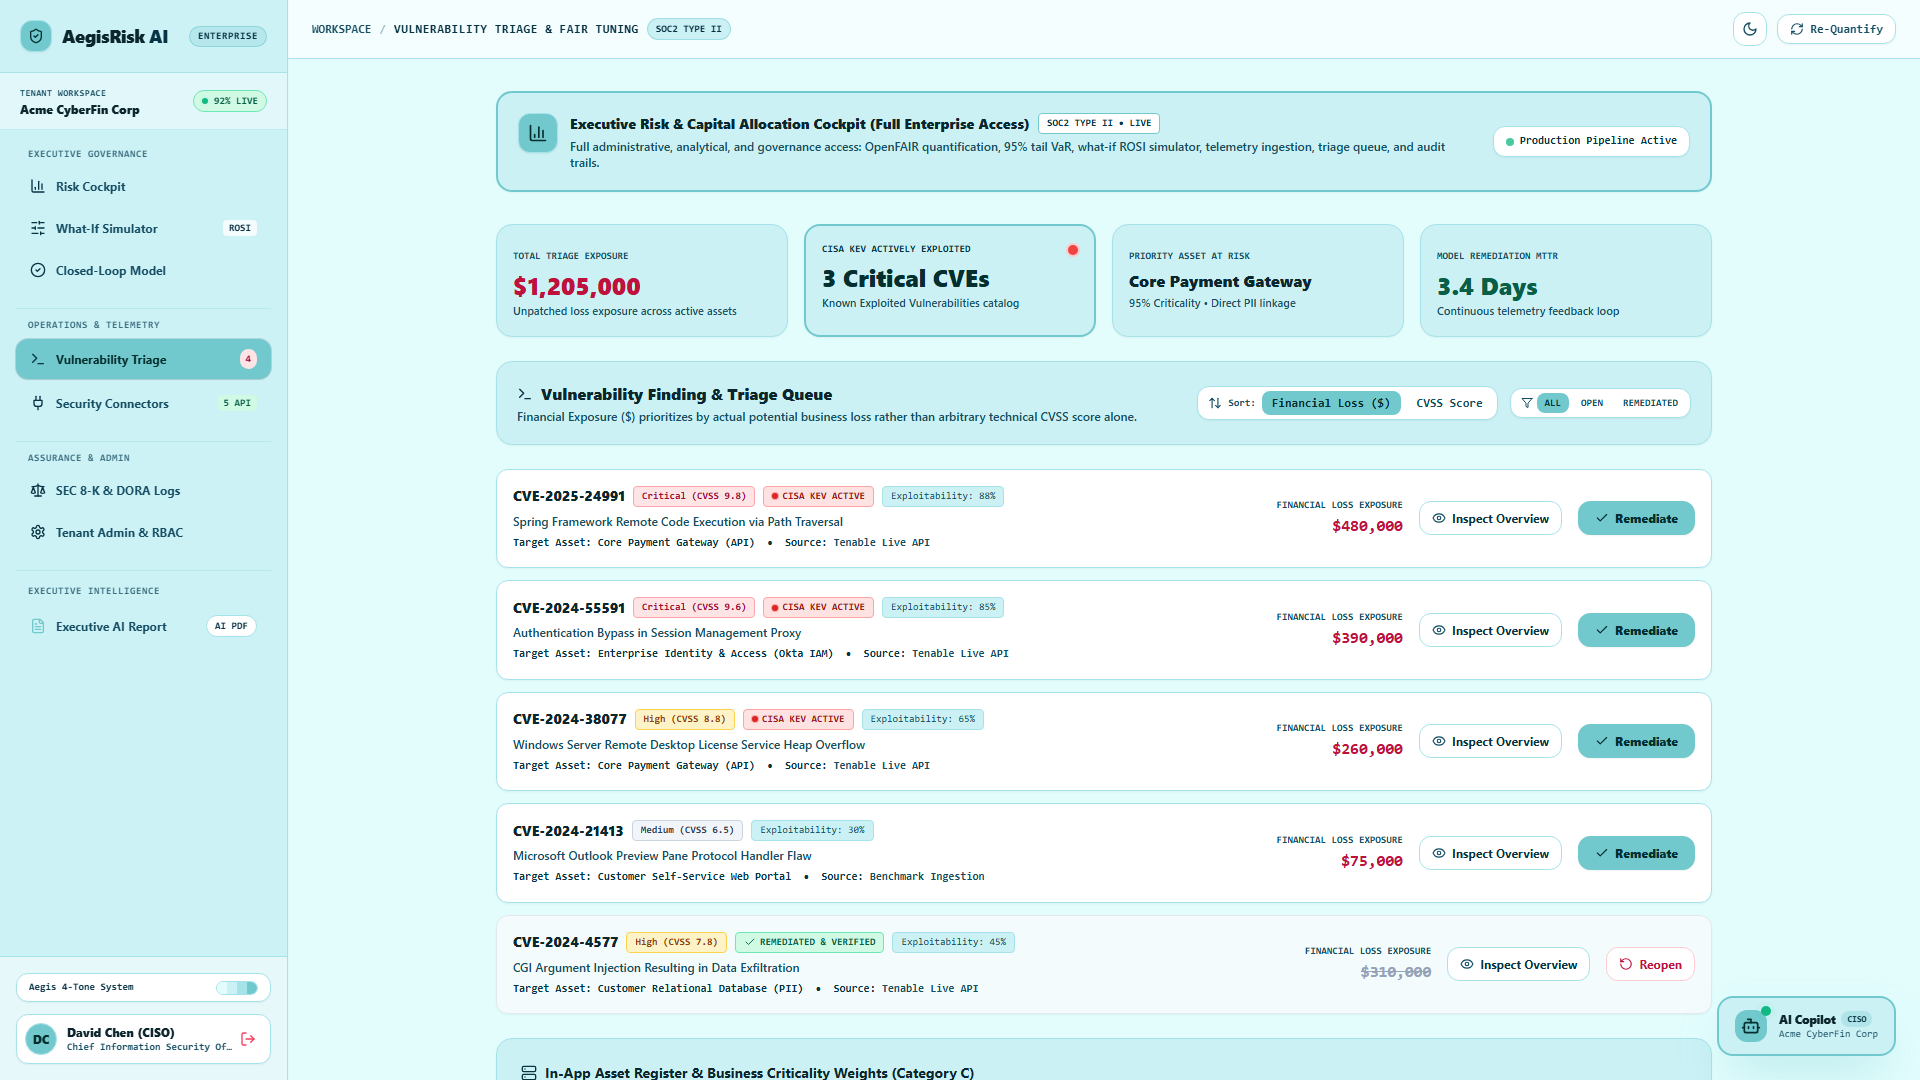 AegisRisk AI
ENTERPRISE
TENANT WORKSPACE
Acme CyberFin Corp
92% LIVE
EXECUTIVE GOVERNANCE
Risk Cockpit
What-If Simulator
ROSI
Closed-Loop Model
OPERATIONS & TELEMETRY
Vulnerability Triage
4
Security Connectors
5 API
ASSURANCE & ADMIN
SEC 8-K & DORA Logs
Tenant Admin & RBAC
EXECUTIVE INTELLIGENCE
Executive AI Report
AI PDF
Aegis 4-Tone System
DC
David Chen (CISO)
Chief Information Security Of…
WORKSPACE / VULNERABILITY TRIAGE & FAIR TUNING
SOC2 TYPE II
Re-Quantify
Executive Risk & Capital Allocation Cockpit (Full Enterprise Access)
SOC2 TYPE II • LIVE
Full administrative, analytical, and governance access: OpenFAIR quantification, 95% tail VaR, what-if ROSI simulator, telemetry ingestion, triage queue, and audit
trails.
Production Pipeline Active
TOTAL TRIAGE EXPOSURE
$1,205,000
Unpatched loss exposure across active assets
CISA KEV ACTIVELY EXPLOITED
3 Critical CVEs
Known Exploited Vulnerabilities catalog
PRIORITY ASSET AT RISK
Core Payment Gateway
95% Criticality • Direct PII linkage
MODEL REMEDIATION MTTR
3.4 Days
Continuous telemetry feedback loop
Vulnerability Finding & Triage Queue
Financial Exposure ($) prioritizes by actual potential business loss rather than arbitrary technical CVSS score alone.
Sort: Financial Loss ($) CVSS Score
ALL OPEN REMEDIATED
CVE-2025-24991 Critical (CVSS 9.8) CISA KEV ACTIVE Exploitability: 88%
Spring Framework Remote Code Execution via Path Traversal
Target Asset: Core Payment Gateway (API) • Source: Tenable Live API
FINANCIAL LOSS EXPOSURE
$480,000
Inspect Overview
Remediate
CVE-2024-55591 Critical (CVSS 9.6) CISA KEV ACTIVE Exploitability: 85%
Authentication Bypass in Session Management Proxy
Target Asset: Enterprise Identity & Access (Okta IAM) • Source: Tenable Live API
FINANCIAL LOSS EXPOSURE
$390,000
Inspect Overview
Remediate
CVE-2024-38077 High (CVSS 8.8) CISA KEV ACTIVE Exploitability: 65%
Windows Server Remote Desktop License Service Heap Overflow
Target Asset: Core Payment Gateway (API) • Source: Tenable Live API
FINANCIAL LOSS EXPOSURE
$260,000
Inspect Overview
Remediate
CVE-2024-21413 Medium (CVSS 6.5) Exploitability: 30%
Microsoft Outlook Preview Pane Protocol Handler Flaw
Target Asset: Customer Self-Service Web Portal • Source: Benchmark Ingestion
FINANCIAL LOSS EXPOSURE
$75,000
Inspect Overview
Remediate
CVE-2024-4577 High (CVSS 7.8) REMEDIATED & VERIFIED Exploitability: 45%
CGI Argument Injection Resulting in Data Exfiltration
Target Asset: Customer Relational Database (PII) • Source: Tenable Live API
FINANCIAL LOSS EXPOSURE
$310,000
Inspect Overview
Reopen
In-App Asset Register & Business Criticality Weights (Category C)
AI Copilot CISO
Acme CyberFin Corp